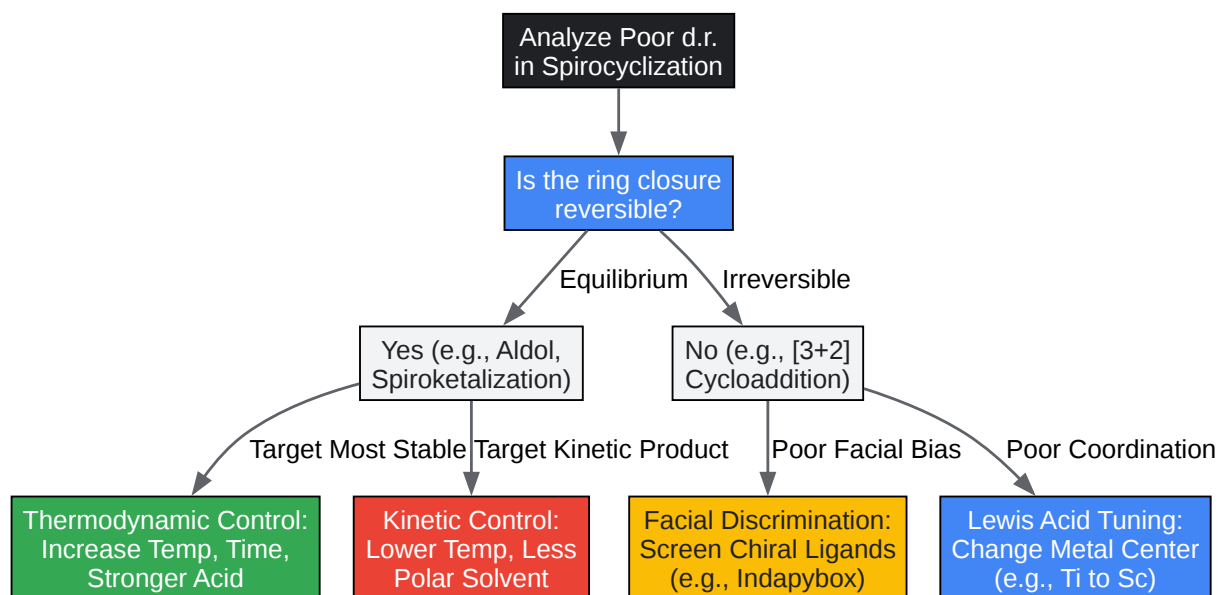 Analyze Poor d.r.
in Spirocyclization
Is the ring closure
reversible?
Equilibrium
Irreversible
Yes (e.g., Aldol,
Spiroketalization)
No (e.g., [3+2]
Cycloaddition)
Target Most Stable
Target Kinetic Product
Poor Facial Bias
Poor Coordination
Thermodynamic Control:
Increase Temp, Time,
Stronger Acid
Kinetic Control:
Lower Temp, Less
Polar Solvent
Facial Discrimination:
Screen Chiral Ligands
(e.g., Indapybox)
Lewis Acid Tuning:
Change Metal Center
(e.g., Ti to Sc)